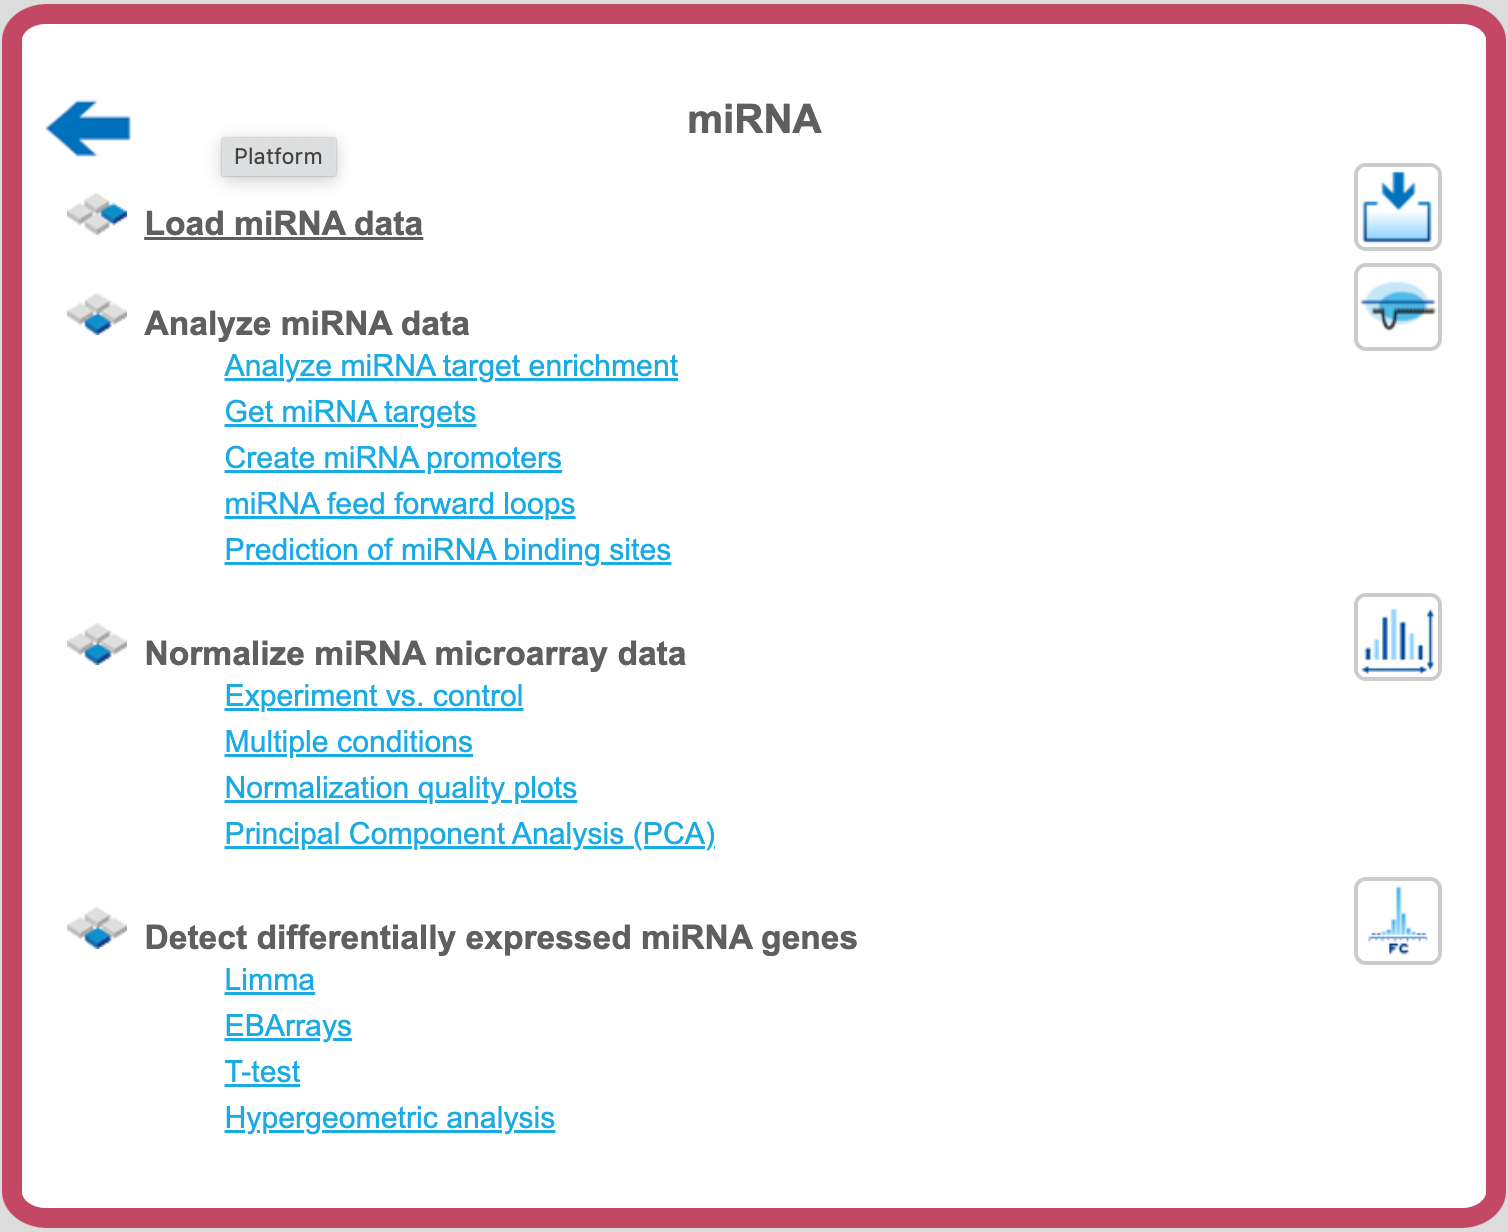 miRNA
Platform
Load miRNA data
Analyze miRNA data
Analyze miRNA target enrichment
Get miRNA targets
Create miRNA promoters
miRNA feed forward loops
Prediction of miRNA binding sites
Normalize miRNA microarray data
Experiment vs. control
Multiple conditions
Normalization quality plots
Principal Component Analysis (PCA)
Detect differentially expressed miRNA genes
FC
Limma
EBArrays
T-test
Hypergeometric analysis